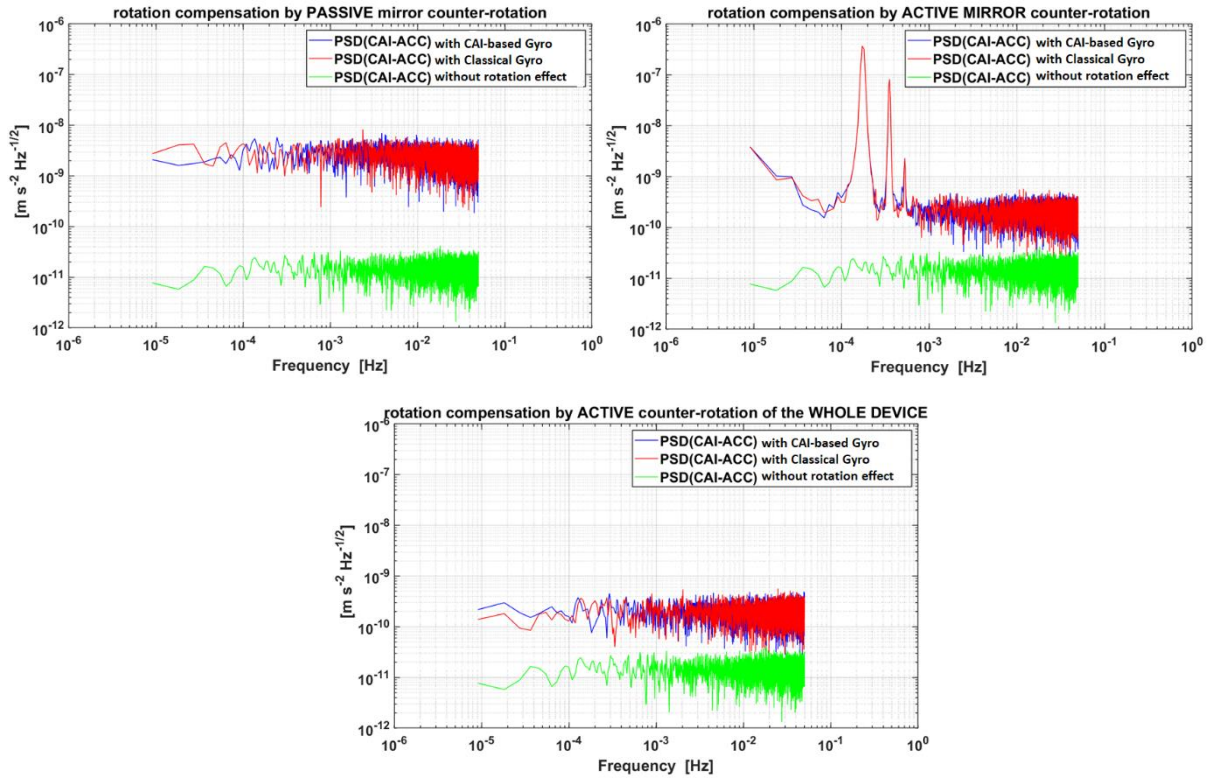 rotation compensation by PASSIVE mirror counter-rotation
PSD(CAI-ACC) with CAI-based Gyro
PSD(CAI-ACC) with Classical Gyro
PSD(CAI-ACC) without rotation effect
[m s⁻² Hz⁻¹/²]
10⁻⁶
10⁻⁷
10⁻⁸
10⁻⁹
10⁻¹⁰
10⁻¹¹
10⁻¹²
10⁻⁶ 10⁻⁵ 10⁻⁴ 10⁻³ 10⁻² 10⁻¹ 10⁰
Frequency [Hz]
rotation compensation by ACTIVE MIRROR counter-rotation
PSD(CAI-ACC) with CAI-based Gyro
PSD(CAI-ACC) with Classical Gyro
PSD(CAI-ACC) without rotation effect
[m s⁻² Hz⁻¹/²]
10⁻⁶
10⁻⁷
10⁻⁸
10⁻⁹
10⁻¹⁰
10⁻¹¹
10⁻¹²
10⁻⁶ 10⁻⁵ 10⁻⁴ 10⁻³ 10⁻² 10⁻¹ 10⁰
Frequency [Hz]
rotation compensation by ACTIVE counter-rotation of the WHOLE DEVICE
PSD(CAI-ACC) with CAI-based Gyro
PSD(CAI-ACC) with Classical Gyro
PSD(CAI-ACC) without rotation effect
[m s⁻² Hz⁻¹/²]
10⁻⁶
10⁻⁷
10⁻⁸
10⁻⁹
10⁻¹⁰
10⁻¹¹
10⁻¹²
10⁻⁶ 10⁻⁵ 10⁻⁴ 10⁻³ 10⁻² 10⁻¹ 10⁰
Frequency [Hz]